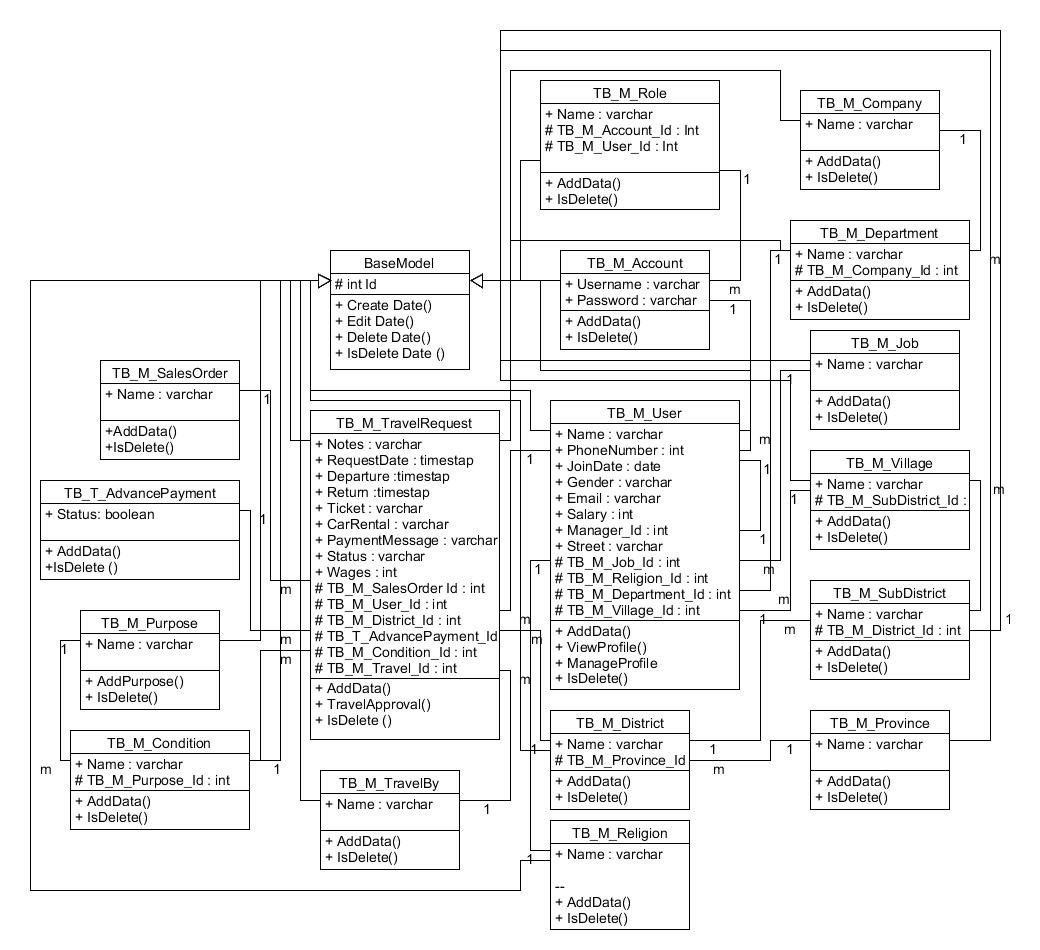 TB_M_Role
+ Name : varchar
# TB_M_Account_Id : Int
# TB_M_User_Id : Int
+ AddData()
+ IsDelete()
1
TB_M_Company
+ Name : varchar
+ AddData()
+ IsDelete()
1
TB_M_Department
+ Name : varchar
# TB_M_Company_Id : int
+ AddData()
+ IsDelete()
1
m
BaseModel
# int Id
+ Create Date()
+ Edit Date()
+ Delete Date()
+ IsDelete Date ()
TB_M_Account
+ Username : varchar
+ Password : varchar
+ AddData()
+ IsDelete()
m
1
TB_M_Job
+ Name : varchar
+ AddData()
+ IsDelete()
1
TB_M_SalesOrder
+ Name : varchar
+AddData()
+IsDelete()
1
TB_M_TravelRequest
+ Notes : varchar
+ RequestDate : timestap
+ Departure :timestap
+ Return :timestap
+ Ticket : varchar
+ CarRental : varchar
+ PaymentMessage : varchar
+ Status : varchar
+ Wages : int
# TB_M_SalesOrder Id : int
# TB_M_User_Id : int
# TB_M_District_Id : int
# TB_T_AdvancePayment_Id
# TB_M_Condition_Id : int
# TB_M_Travel_Id : int
+ AddData()
+ TravelApproval()
+ IsDelete ()
1
m
m
m
m
m
m
TB_M_User
+ Name : varchar
+ PhoneNumber : int
+ JoinDate : date
+ Gender : varchar
+ Email : varchar
+ Salary : int
+ Manager_Id : int
+ Street : varchar
# TB_M_Job_Id : int
# TB_M_Religion_Id : int
# TB_M_Department_Id : int
# TB_M_Village_Id : int
+ AddData()
+ ViewProfile()
+ ManageProfile
+ IsDelete()
m
1
1
m
m
1
TB_M_Village
+ Name : varchar
# TB_M_SubDistrict_Id :
+ AddData()
+ IsDelete()
1
m
TB_T_AdvancePayment
+ Status: boolean
+ AddData()
+IsDelete ()
1
TB_M_SubDistrict
+ Name : varchar
# TB_M_District_Id : int
+ AddData()
+ IsDelete()
m
1
TB_M_Purpose
+ Name : varchar
+ AddPurpose()
+ IsDelete()
1
TB_M_Condition
+ Name : varchar
# TB_M_Purpose_Id : int
+ AddData()
+ IsDelete()
m
1
TB_M_District
+ Name : varchar
# TB_M_Province_Id
+ AddData()
+ IsDelete()
1
1
m
TB_M_Province
+ Name : varchar
+ AddData()
+ IsDelete()
1
TB_M_TravelBy
+ Name : varchar
+ AddData()
+ IsDelete()
1
TB_M_Religion
+ Name : varchar
--
+ AddData()
+ IsDelete()
1